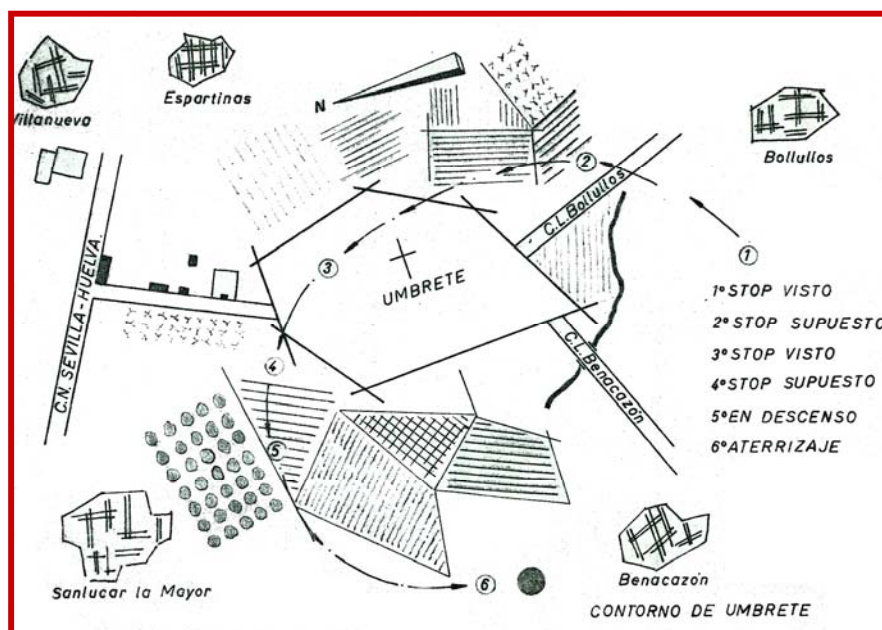 Villanueva
Espartinas
N
Bollullos
2
C.L. Bollullos
1
3
UMBRETE
C.N. SEVILLA-HUELVA.
1º STOP VISTO
2º STOP SUPUESTO
3º STOP VISTO
4º STOP SUPUESTO
5º EN DESCENSO
6º ATERRIZAJE
4
C.L. Benacazón
5
Sanlucar la Mayor
6
Benacazón
CONTORNO DE UMBRETE